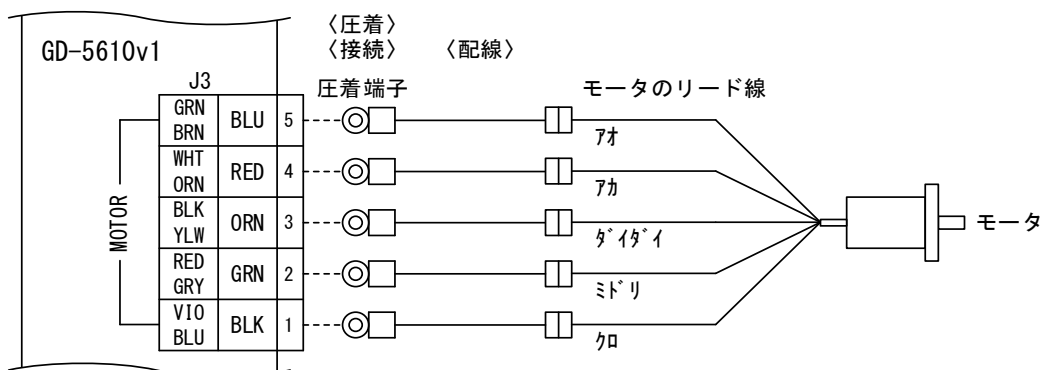 〈圧着〉
〈接続〉 〈配線〉
GD-5610v1
J3 圧着端子 モータのリード線
GRN BRN BLU 5 ｱｵ
WHT ORN RED 4 ｱｶ
BLK YLW ORN 3 ﾀﾞｲﾀﾞｲ
RED GRY GRN 2 ﾐﾄﾞﾘ
VIO BLU BLK 1 ｸﾛ
MOTOR
モータ